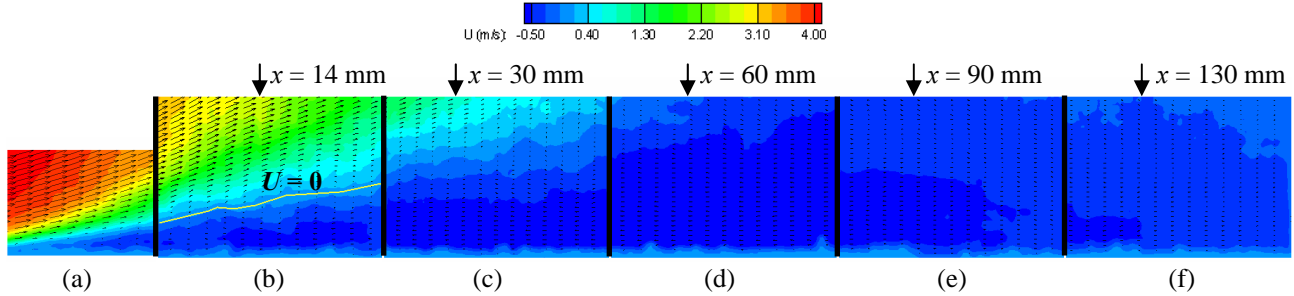 U (m/s): -0.50 0.40 1.30 2.20 3.10 4.00
x = 14 mm x = 30 mm x = 60 mm x = 90 mm x = 130 mm
U = 0
(a) (b) (c) (d) (e) (f)